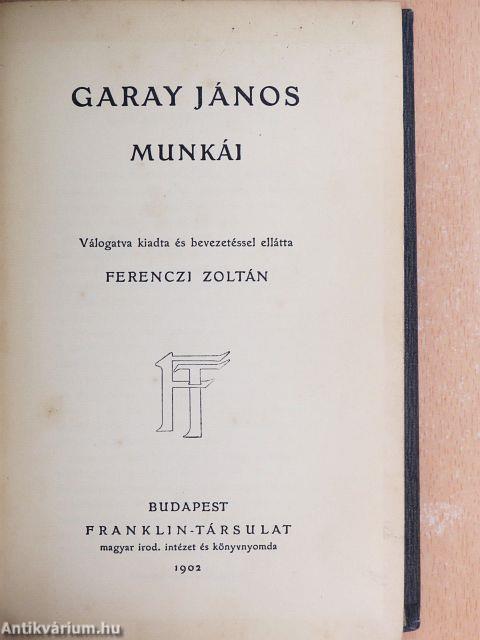 GARAY JÁNOS
MUNKÁI
Válogatva kiadta és bevezetéssel ellátta
FERENCZI ZOLTÁN
FT
BUDAPEST
FRANKLIN-TÁRSULAT
magyar irod. intézet és könyvnyomda
1902
Antikvárium.hu